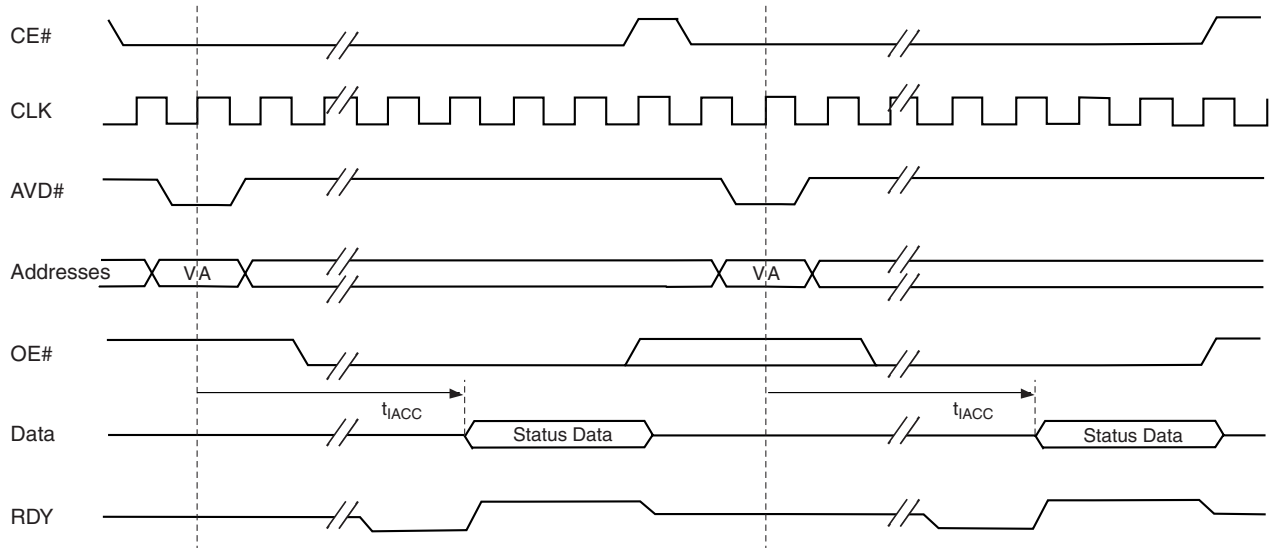 CE#
CLK
AVD#
Addresses VA VA
OE#
tIACC tIACC
Data Status Data Status Data
RDY